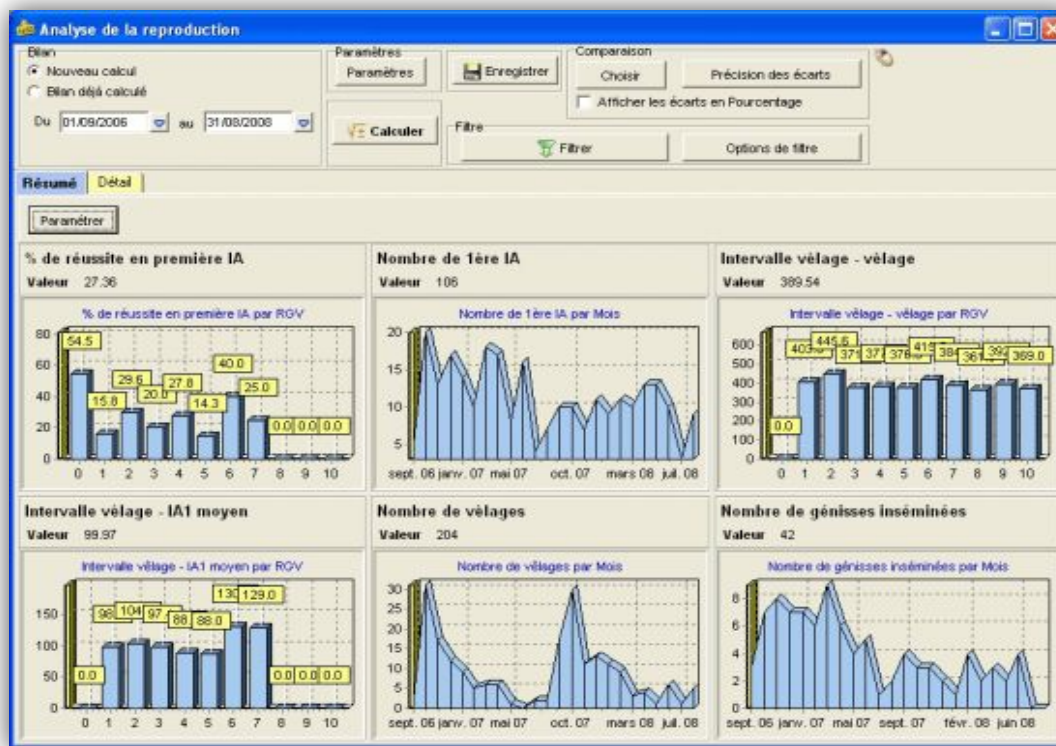 Analyse de la reproduction
Bilan
Nouveau calcul
Bilan déjà calculé
Du 01/09/2006 au 31/08/2008
Paramètres
Paramètres
Enregistrer
Calculer
Comparaison
Choisir Précision des écarts
Afficher les écarts en Pourcentage
Filtre
Filtrer Options de filtre
Résumé Détail
Paramétrer
% de réussite en première IA
Valeur 27.36
% de réussite en première IA par RGV
80
60
40
20
0
54.5 15.8 29.6 20.0 27.8 14.3 40.0 25.0 0.0 0.0 0.0
0 1 2 3 4 5 6 7 8 9 10
Nombre de 1ère IA
Valeur 106
Nombre de 1ère IA par Mois
20
15
10
5
sept. 06 janv. 07 mai 07 oct. 07 mars 08 juil. 08
Intervalle vêlage - vêlage
Valeur 389.54
Intervalle vêlage - vêlage par RGV
600
500
400
300
200
100
0
0.0 369.0
0 1 2 3 4 5 6 7 8 9 10
Intervalle vêlage - IA1 moyen
Valeur 99.97
Intervalle vêlage - IA1 moyen par RGV
150
100
50
0
0.0 88.0 129.0 0.0 0.0 0.0
0 1 2 3 4 5 6 7 8 9 10
Nombre de vêlages
Valeur 204
Nombre de vêlages par Mois
30
25
20
15
10
5
0
sept. 06 janv. 07 mai 07 oct. 07 mars 08 juil. 08
Nombre de génisses inséminées
Valeur 42
Nombre de génisses inséminées par Mois
8
6
4
2
0
sept. 06 janv. 07 mai 07 sept. 07 févr. 08 juin 08